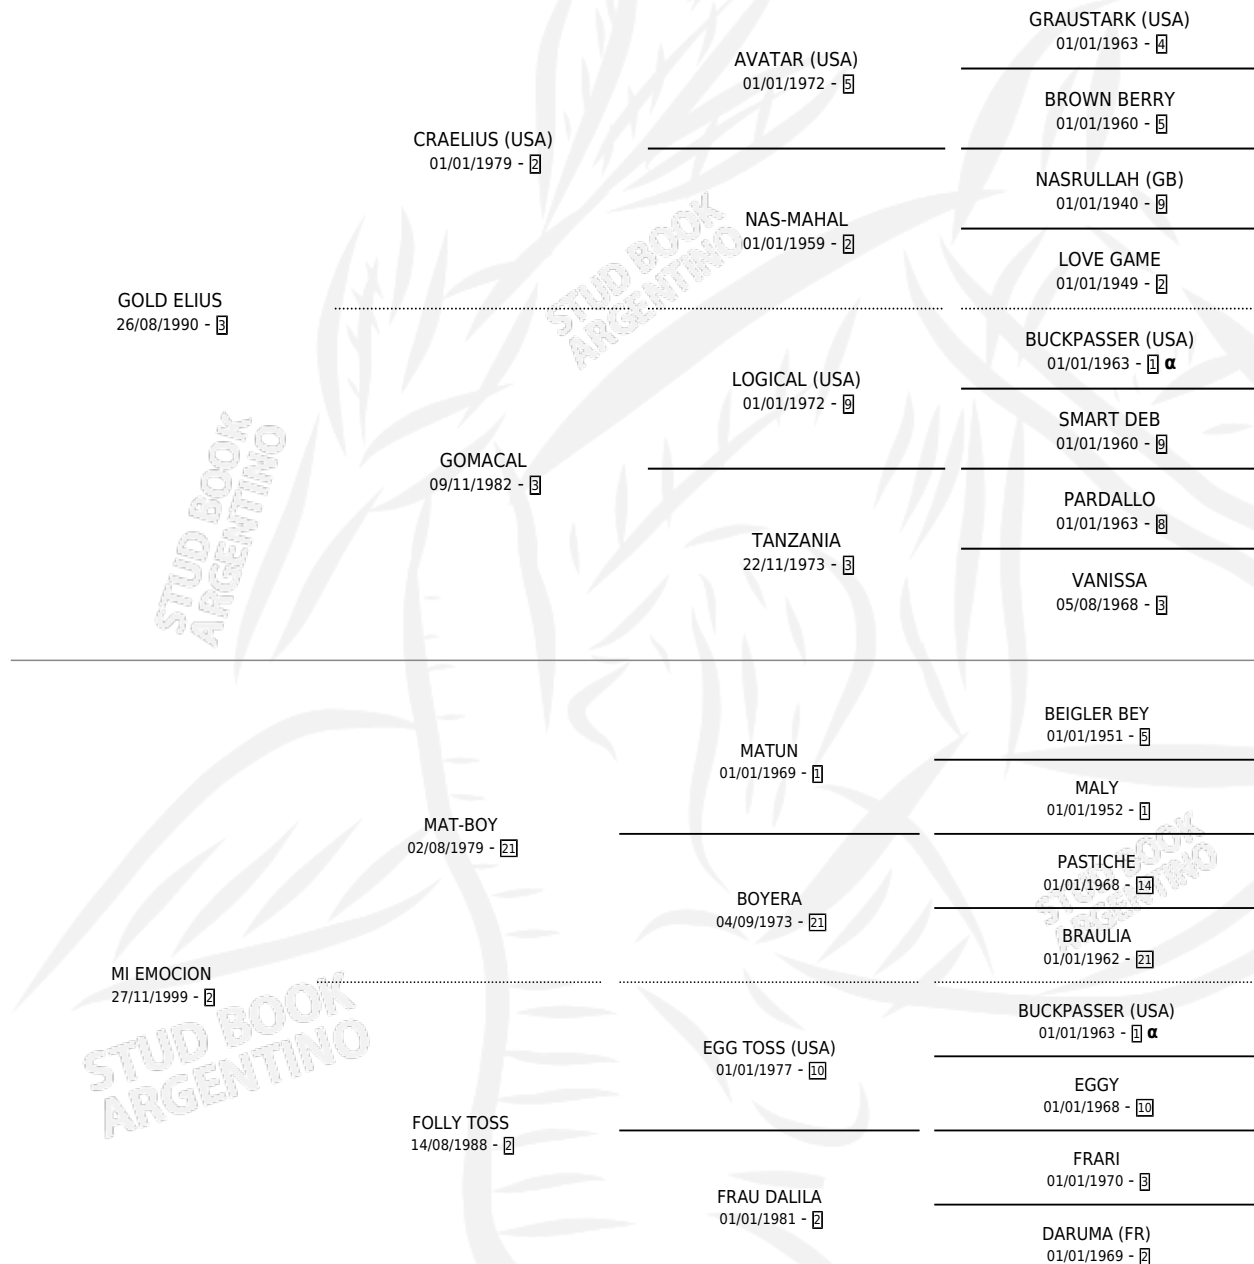 GRAUSTARK (USA)
01/01/1963 - 4
AVATAR (USA)
01/01/1972 - 5
BROWN BERRY
01/01/1960 - 5
CRAELIUS (USA)
01/01/1979 - 2
NASRULLAH (GB)
01/01/1940 - 9
NAS-MAHAL
01/01/1959 - 2
LOVE GAME
01/01/1949 - 2
GOLD ELIUS
26/08/1990 - 3
BUCKPASSER (USA)
01/01/1963 - 1 α
LOGICAL (USA)
01/01/1972 - 9
SMART DEB
01/01/1960 - 9
GOMACAL
09/11/1982 - 3
PARDALLO
01/01/1963 - 8
TANZANIA
22/11/1973 - 3
VANISSA
05/08/1968 - 3
BEIGLER BEY
01/01/1951 - 5
MATUN
01/01/1969 - 1
MALY
01/01/1952 - 1
MAT-BOY
02/08/1979 - 21
PASTICHE
01/01/1968 - 14
BOYERA
04/09/1973 - 21
BRAULIA
01/01/1962 - 21
MI EMOCION
27/11/1999 - 2
BUCKPASSER (USA)
01/01/1963 - 1 α
EGG TOSS (USA)
01/01/1977 - 10
EGGY
01/01/1968 - 10
FOLLY TOSS
14/08/1988 - 2
FRARI
01/01/1970 - 3
FRAU DALILA
01/01/1981 - 2
DARUMA (FR)
01/01/1969 - 2
STUD BOOK
ARGENTINO
STUD BOOK
ARGENTINO
STUD BOOK
ARGENTINO
STUD BOOK
ARGENTINO